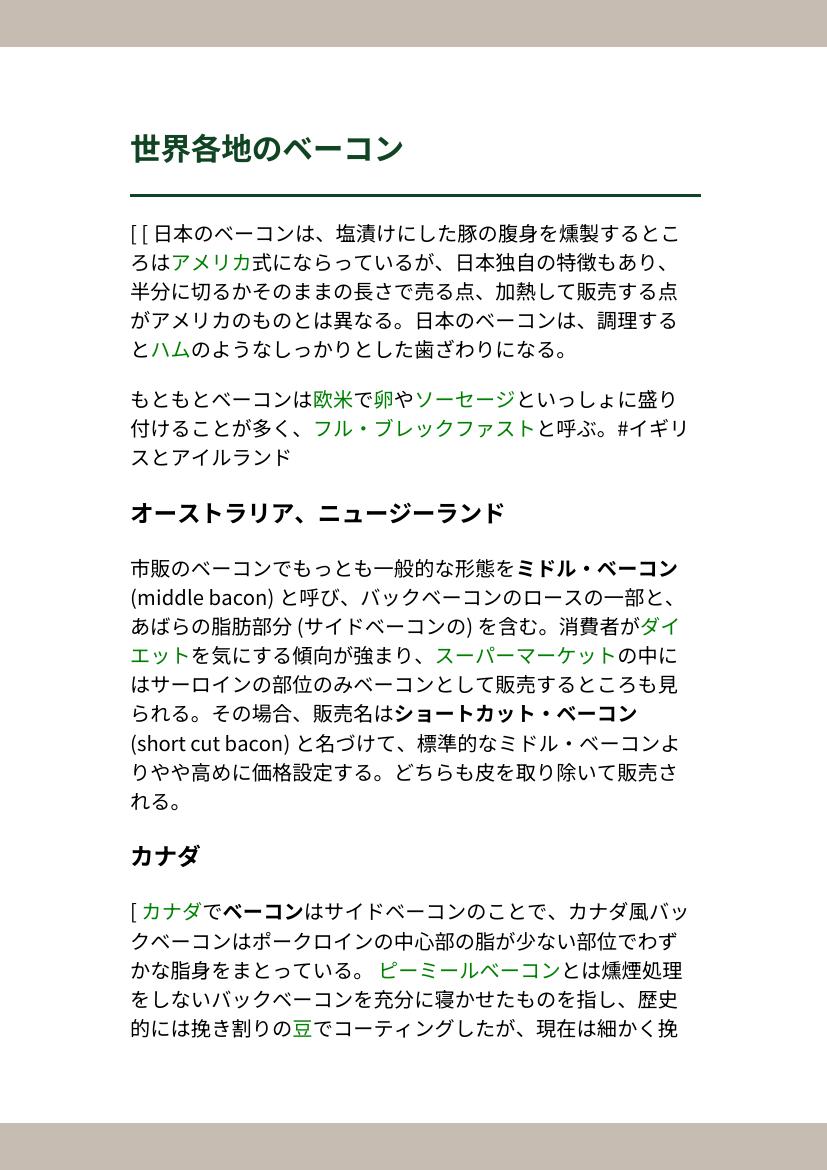 世界各地のベーコン
[ [ 日本のベーコンは、塩漬けにした豚の腹身を燻製するとこ
ろはアメリカ式にならっているが、日本独自の特徴もあり、
半分に切るかそのままの長さで売る点、加熱して販売する点
がアメリカのものとは異なる。日本のベーコンは、調理する
とハムのようなしっかりとした歯ざわりになる。
もともとベーコンは欧米で卵やソーセージといっしょに盛り
付けることが多く、フル・ブレックファストと呼ぶ。#イギリ
スとアイルランド
オーストラリア、ニュージーランド
市販のベーコンでもっとも一般的な形態をミドル・ベーコン
(middle bacon) と呼び、バックベーコンのロースの一部と、
あばらの脂肪部分 (サイドベーコンの) を含む。消費者がダイ
エットを気にする傾向が強まり、スーパーマーケットの中に
はサーロインの部位のみベーコンとして販売するところも見
られる。その場合、販売名はショートカット・ベーコン
(short cut bacon) と名づけて、標準的なミドル・ベーコンよ
りやや高めに価格設定する。どちらも皮を取り除いて販売さ
れる。
カナダ
[ カナダでベーコンはサイドベーコンのことで、カナダ風バッ
クベーコンはポークロインの中心部の脂が少ない部位でわず
かな脂身をまとっている。 ピーミールベーコンとは燻煙処理
をしないバックベーコンを充分に寝かせたものを指し、歴史
的には挽き割りの豆でコーティングしたが、現在は細かく挽